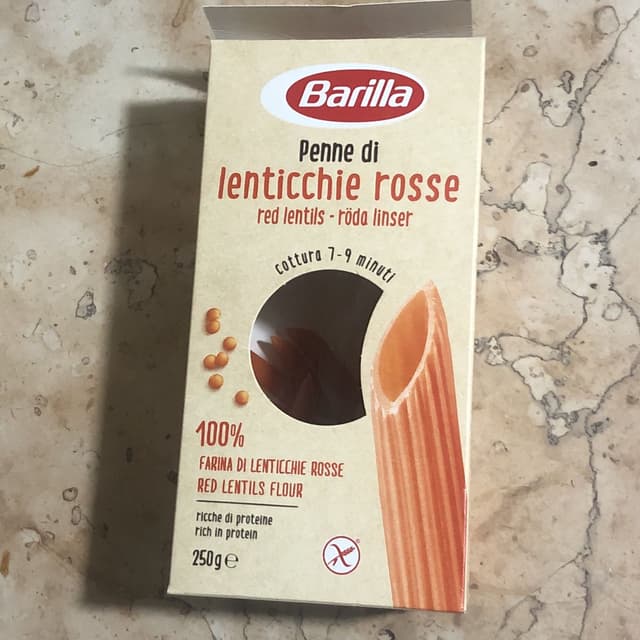 Barilla
Penne di
lenticchie rosse
red lentils - röda linser
cottura 7-9 minuti
100%
FARINA DI LENTICCHIE ROSSE
RED LENTILS FLOUR
ricche di proteine
rich in protein
250g ℮